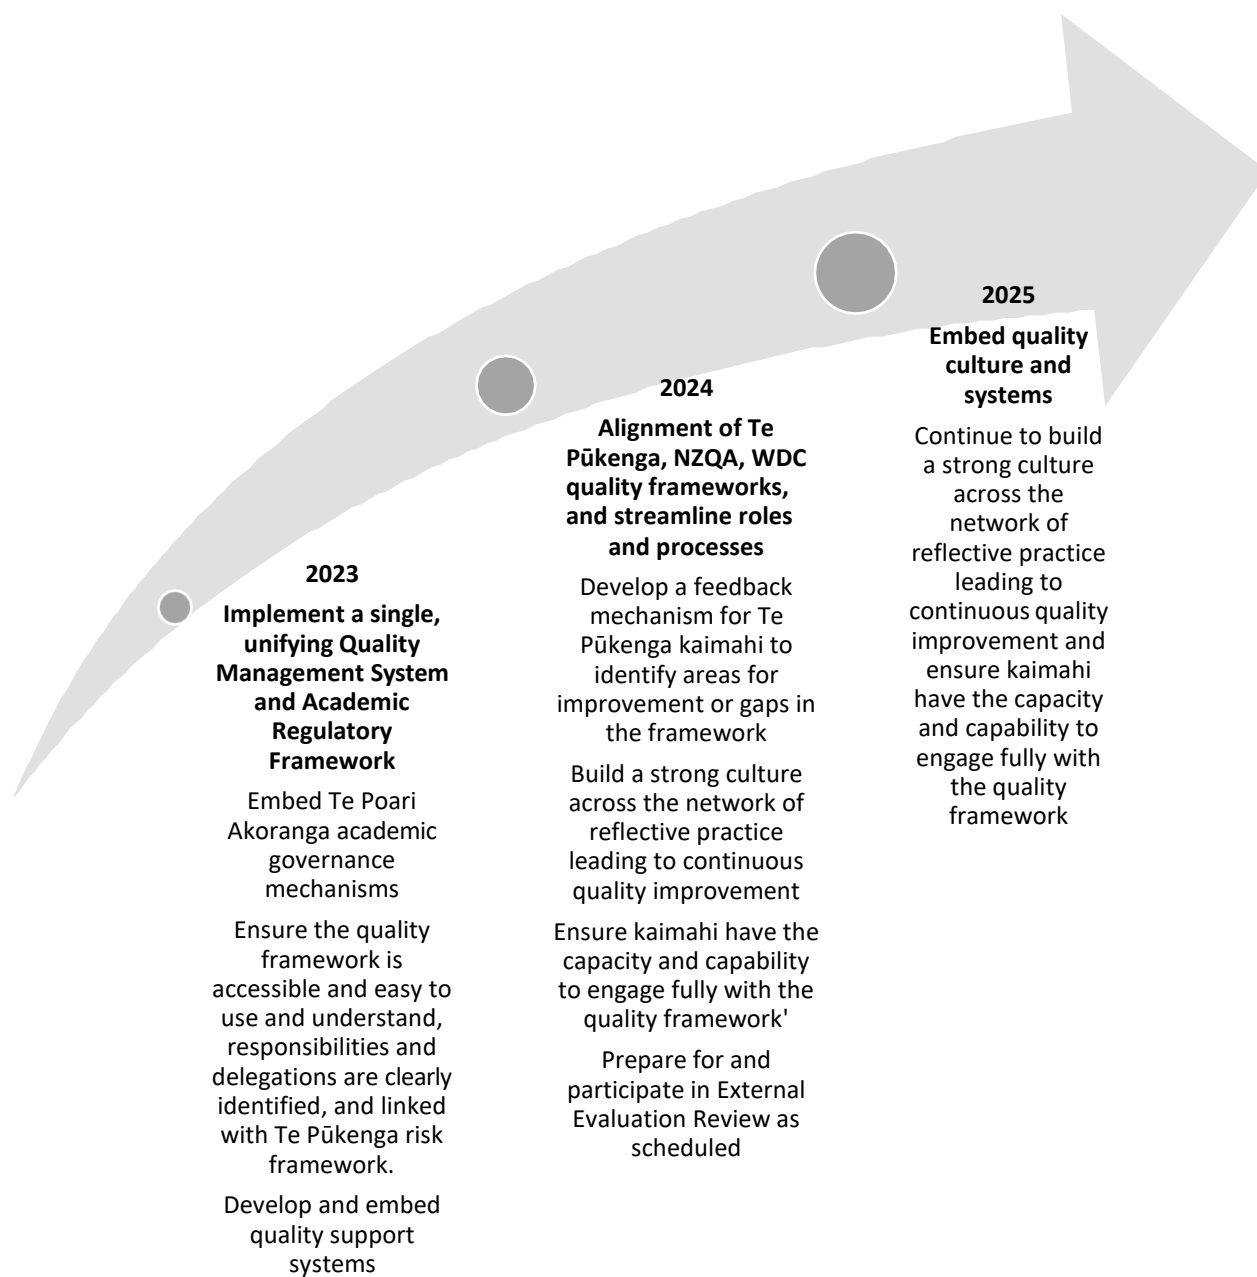 2023
Implement a single,
unifying Quality
Management System
and Academic
Regulatory
Framework
Embed Te Poari
Akoranga academic
governance
mechanisms
Ensure the quality
framework is
accessible and easy to
use and understand,
responsibilities and
delegations are clearly
identified, and linked
with Te Pūkenga risk
framework.
Develop and embed
quality support
systems
2024
Alignment of Te
Pūkenga, NZQA, WDC
quality frameworks,
and streamline roles
and processes
Develop a feedback
mechanism for Te
Pūkenga kaimahi to
identify areas for
improvement or gaps in
the framework
Build a strong culture
across the network of
reflective practice
leading to continuous
quality improvement
Ensure kaimahi have the
capacity and capability
to engage fully with the
quality framework'
Prepare for and
participate in External
Evaluation Review as
scheduled
2025
Embed quality
culture and
systems
Continue to build
a strong culture
across the
network of
reflective practice
leading to
continuous quality
improvement and
ensure kaimahi
have the capacity
and capability to
engage fully with
the quality
framework